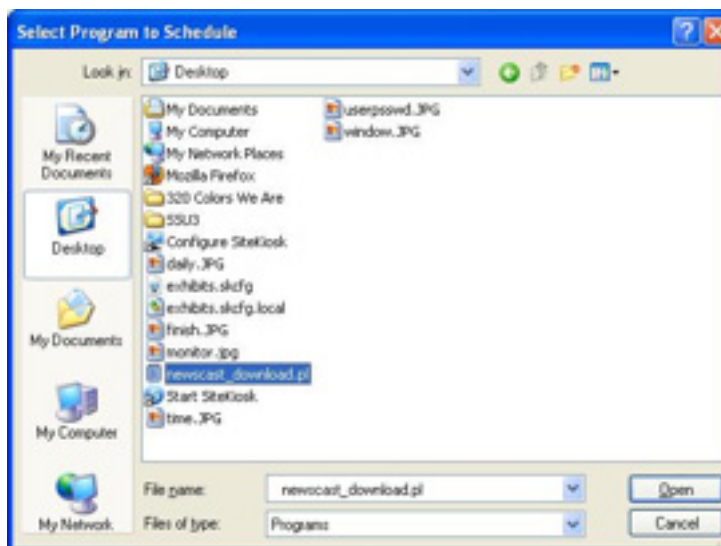 Select Program to Schedule
Look in:
Desktop
My Recent
Documents
Desktop
My Documents
My Computer
My Network
My Documents
My Computer
My Network Places
Mozilla Firefox
320 Colors We Are
SSU3
Configure SiteKiosk
daily.JPG
exhibits.skcfg
exhibits.skcfg.local
finish.JPG
monitor.jpg
newscast_download.pl
Start SiteKiosk
time.JPG
userpsswd.JPG
window.JPG
File name:
newscast_download.pl
Open
Files of type:
Programs
Cancel